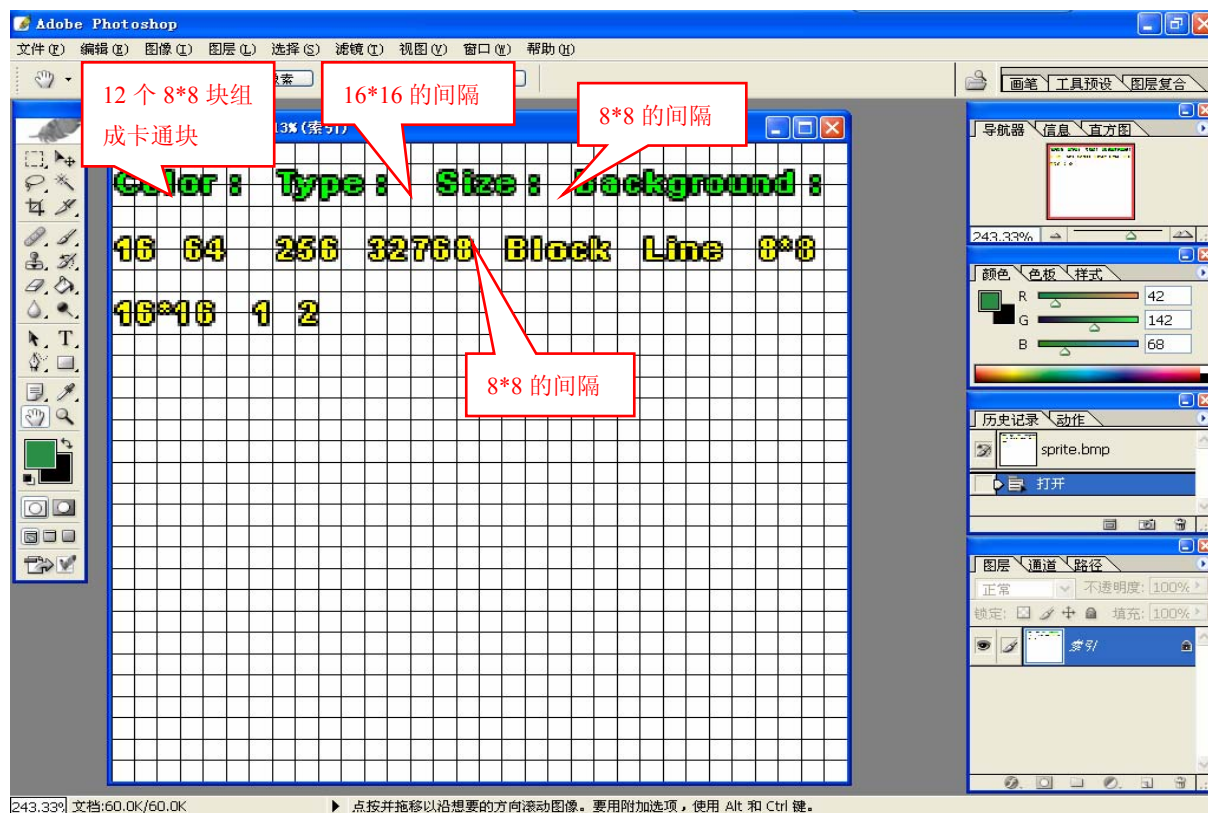 Adobe Photoshop
文件(F) 编辑(E) 图像(I) 图层(L) 选择(S) 滤镜(T) 视图(V) 窗口(W) 帮助(H)
画笔 工具预设 图层复合
12 个 8*8 块组
成卡通块
16*16 的间隔
8*8 的间隔
13% (索引)
Color: Type: Size: Background:
16 64 256 32768 Block Line 8*8
16*16 1 2
8*8 的间隔
导航器 信息 直方图
243.33%
颜色 色板 样式
R 42
G 142
B 68
历史记录 动作
sprite.bmp
打开
图层 通道 路径
正常 不透明度: 100%
锁定: 填充: 100%
索引
243.33% 文档:60.0K/60.0K 点按并拖移以沿想要的方向滚动图像。要用附加选项，使用 Alt 和 Ctrl 键。